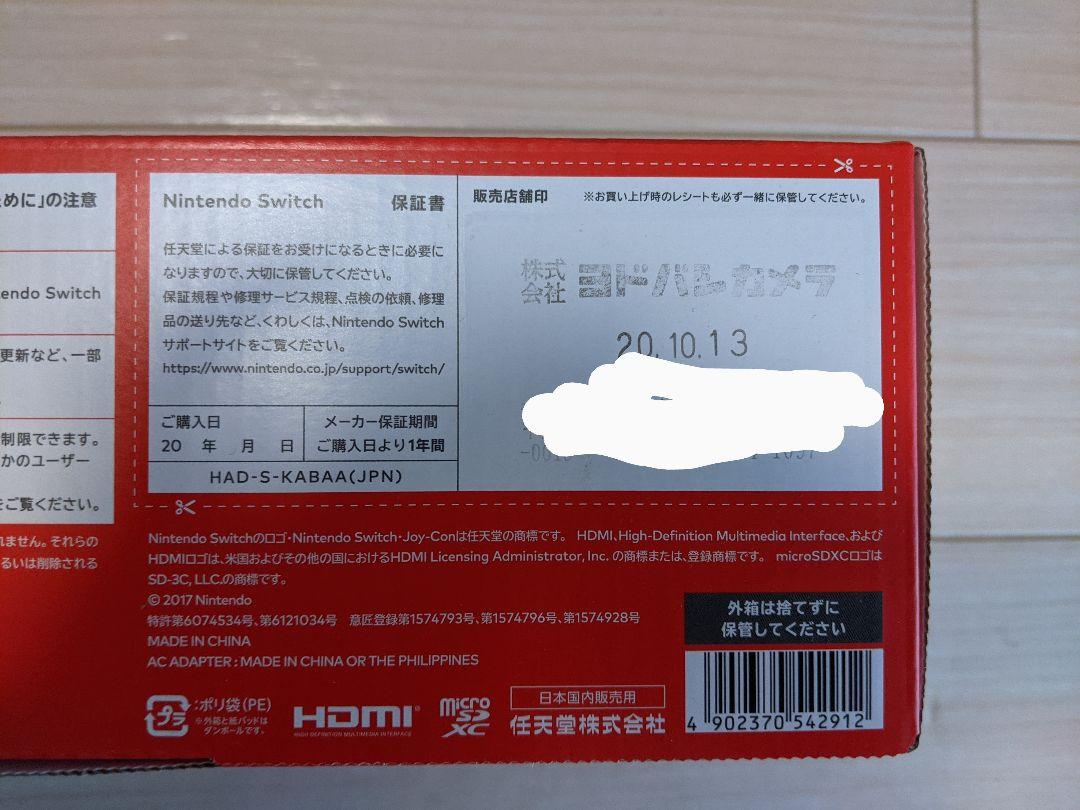 めに」の注意
endo Switch
更新など、一部
制限できます。
かのユーザー
をご覧ください。
れません。それらの
るいは削除される
Nintendo Switch 保証書
任天堂による保証をお受けになるときに必要に
なりますので、大切に保管してください。
保証規程や修理サービス規程、点検の依頼、修理
品の送り先など、くわしくは、Nintendo Switch
サポートサイトをご覧ください。
https://www.nintendo.co.jp/support/switch/
ご購入日
20 年 月 日
メーカー保証期間
ご購入日より1年間
HAD-S-KABAA(JPN)
販売店舗印 ※お買い上げ時のレシートも必ず一緒に保管してください。
株式会社 ヨドバシカメラ
20.10.13
Nintendo Switchのロゴ・Nintendo Switch・Joy-Conは任天堂の商標です。 HDMI、High-Definition Multimedia Interface、および
HDMIロゴは、米国およびその他の国におけるHDMI Licensing Administrator, Inc. の商標または、登録商標です。 microSDXCロゴは
SD-3C, LLC.の商標です。
© 2017 Nintendo
特許第6074534号、第6121034号 意匠登録第1574793号、第1574796号、第1574928号
MADE IN CHINA
AC ADAPTER : MADE IN CHINA OR THE PHILIPPINES
外箱は捨てずに
保管してください
プラ
:ポリ袋(PE)
※外箱と紙パッドは
ダンボールです。
HDMI
HIGH DEFINITION MULTIMEDIA INTERFACE
micro
SD
XC
日本国内販売用
任天堂株式会社
4 902370 542912